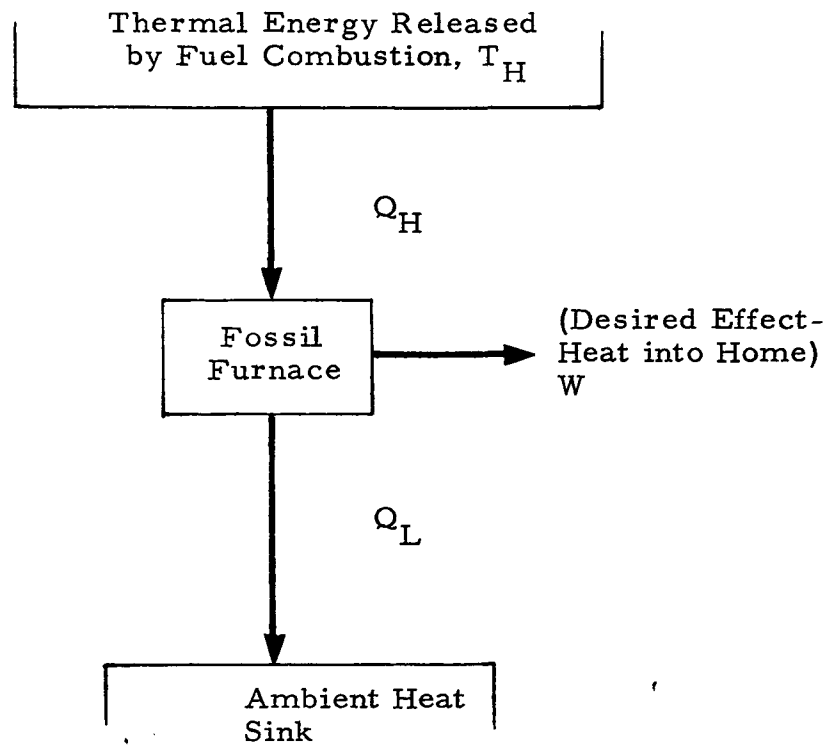 Thermal Energy Released
by Fuel Combustion, T_H
Q_H
Fossil
Furnace
(Desired Effect-
Heat into Home)
W
Q_L
Ambient Heat
Sink